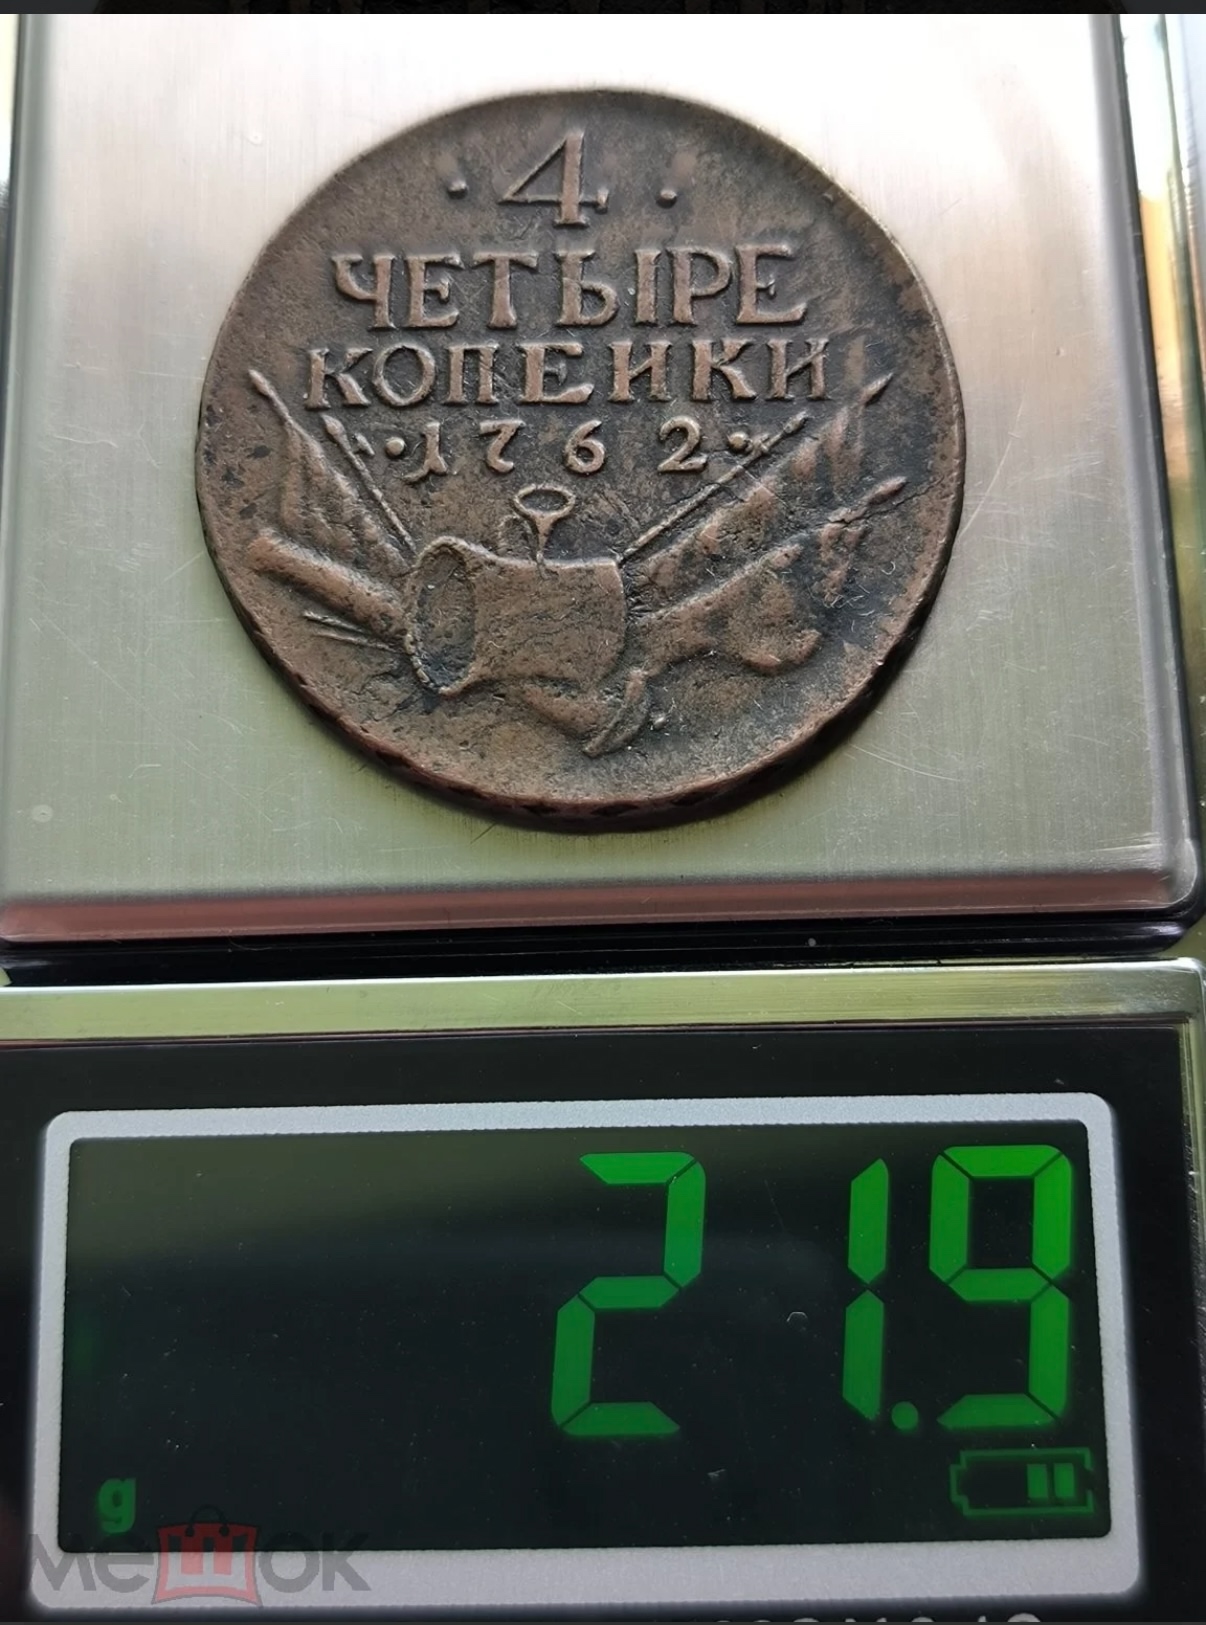 · 4 ·
ЧЕТЫРЕ
КОПЕИКИ
· 1762 ·
21.9
g
мешок